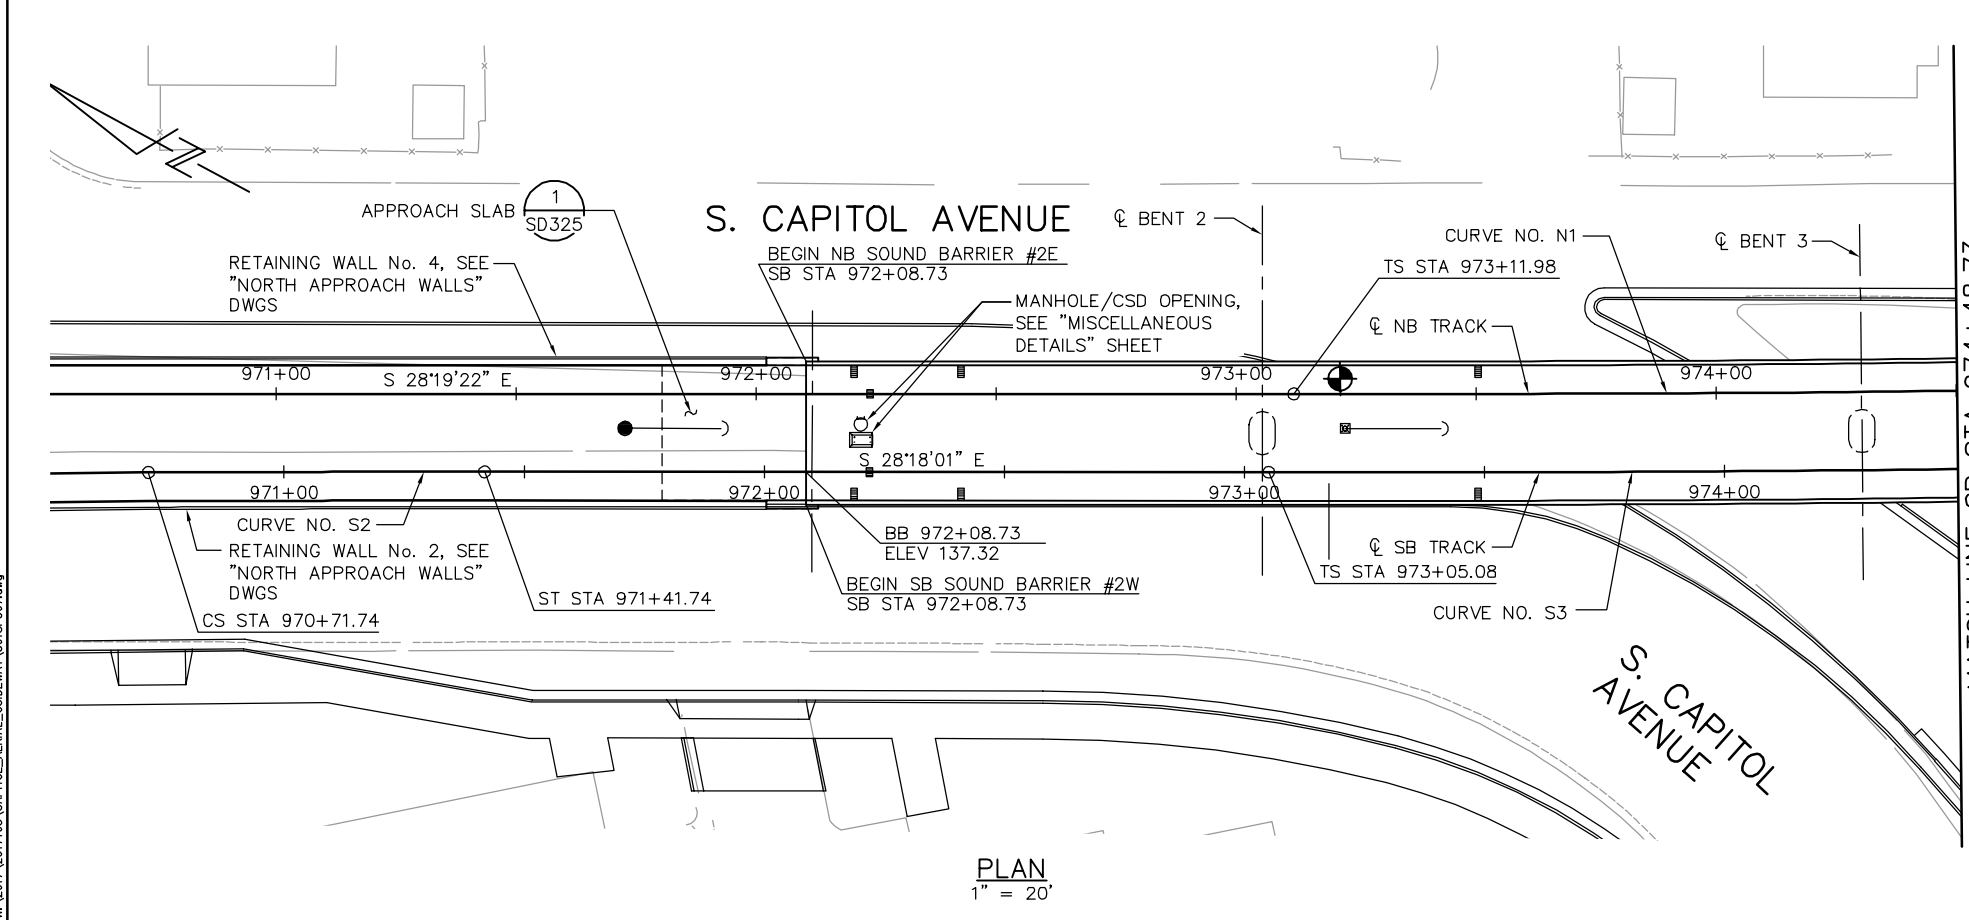 1
SD325
APPROACH SLAB
S. CAPITOL AVENUE
℄ BENT 2
CURVE NO. N1
℄ BENT 3
BEGIN NB SOUND BARRIER #2E
SB STA 972+08.73
RETAINING WALL No. 4, SEE
"NORTH APPROACH WALLS"
DWGS
TS STA 973+11.98
MANHOLE/CSD OPENING,
SEE "MISCELLANEOUS
DETAILS" SHEET
℄ NB TRACK
971+00
S 28°19'22" E
972+00
973+00
974+00
S 28°18'01" E
971+00
972+00
973+00
974+00
CURVE NO. S2
RETAINING WALL No. 2, SEE
"NORTH APPROACH WALLS"
DWGS
CS STA 970+71.74
ST STA 971+41.74
BB 972+08.73
ELEV 137.32
BEGIN SB SOUND BARRIER #2W
SB STA 972+08.73
℄ SB TRACK
TS STA 973+05.08
CURVE NO. S3
S. CAPITOL
AVENUE
PLAN
1" = 20'